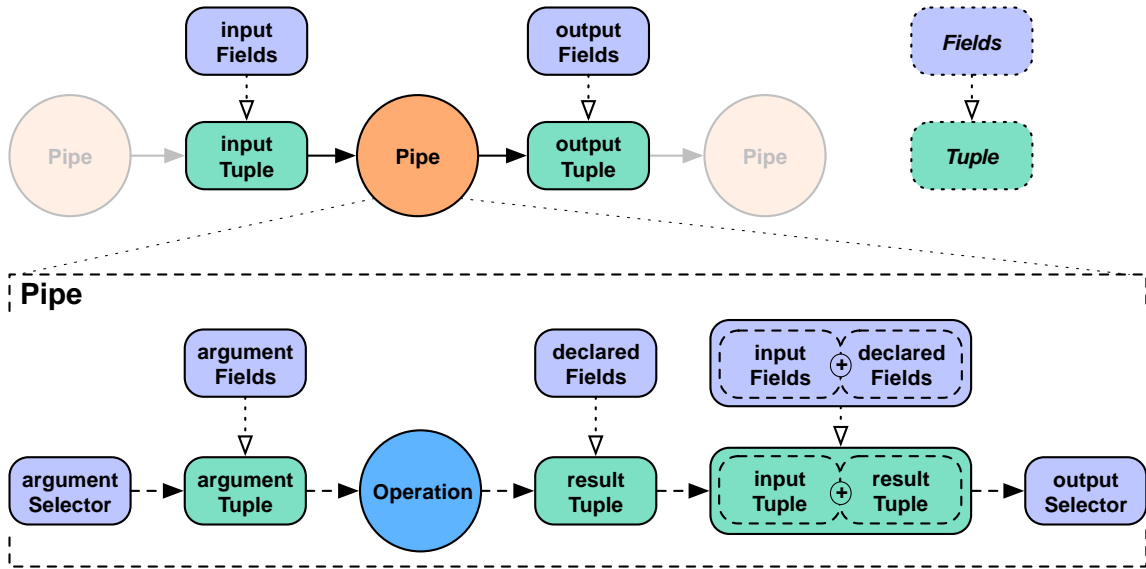 input
Fields
output
Fields
Fields
Pipe
input
Tuple
Pipe
output
Tuple
Pipe
Tuple
Pipe
argument
Fields
declared
Fields
input
Fields
+
declared
Fields
argument
Selector
argument
Tuple
Operation
result
Tuple
input
Tuple
+
result
Tuple
output
Selector